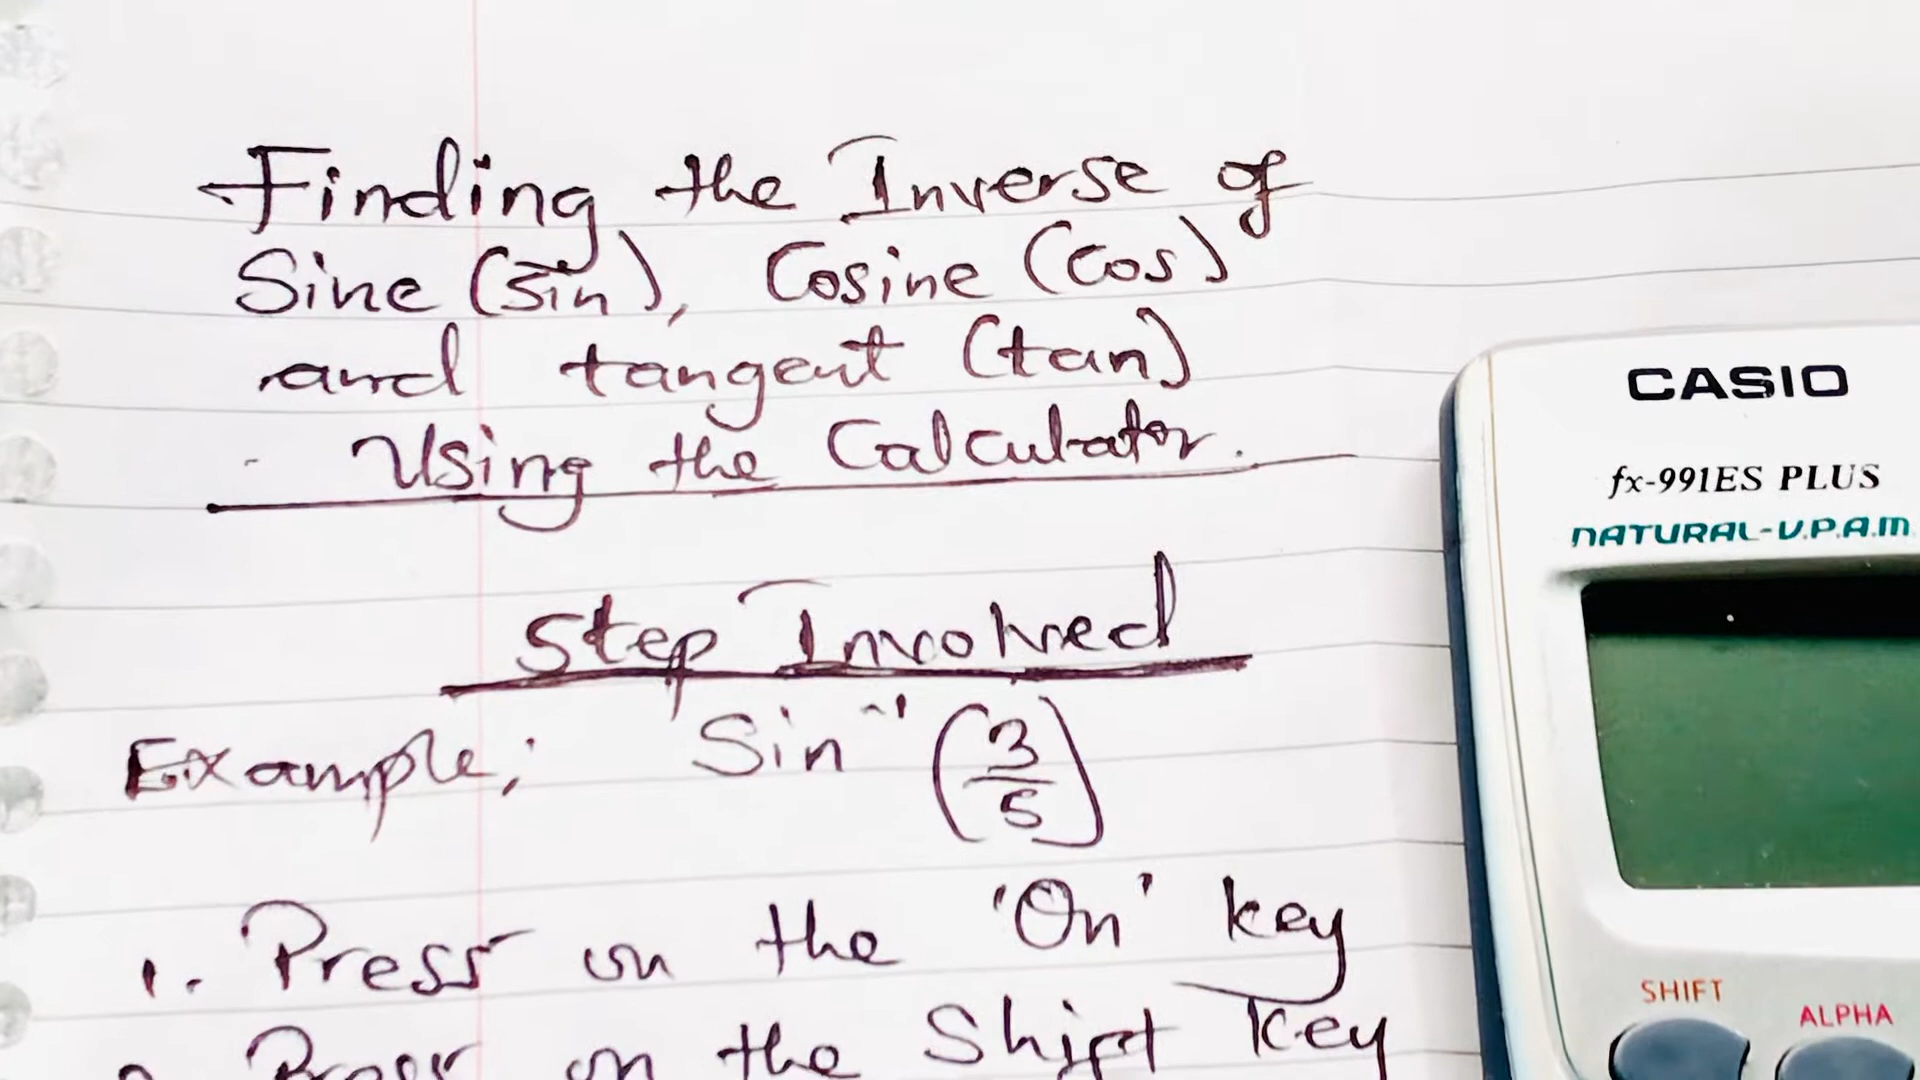 Finding the Inverse of
Sine (sin), Cosine (cos)
and tangent (tan)
Using the Calculator.
Step Involved
Example; Sin⁻¹ (3/5)
1. Press on the 'On' key
2. Press on the Shift key
CASIO
fx-991ES PLUS
NATURAL-V.P.A.M.
SHIFT
ALPHA